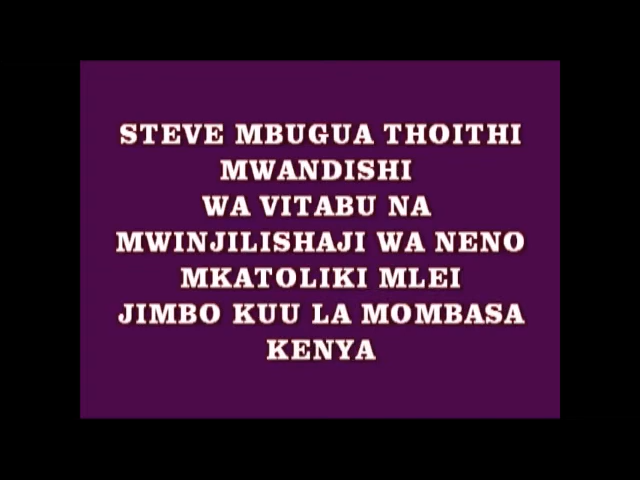 STEVE MBUGUA THOITHI
MWANDISHI
WA VITABU NA
MWINJILISHAJI WA NENO
MKATOLIKI MLEI
JIMBO KUU LA MOMBASA
KENYA